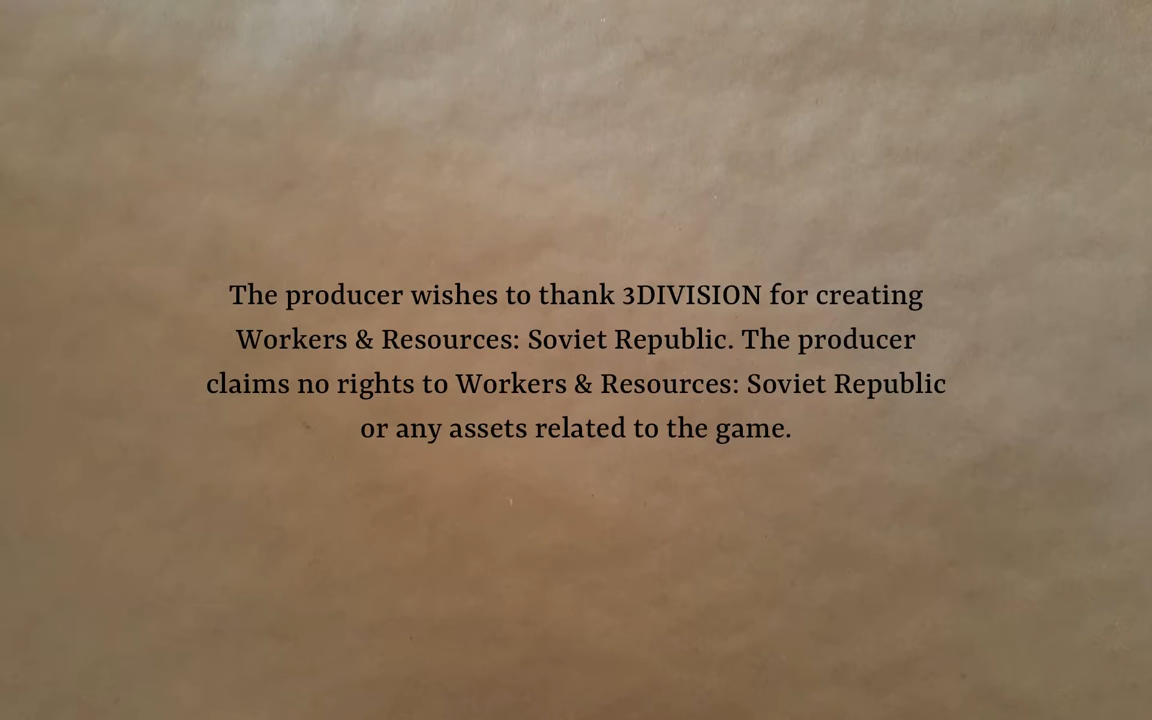 The producer wishes to thank 3DIVISION for creating
Workers & Resources: Soviet Republic. The producer
claims no rights to Workers & Resources: Soviet Republic
or any assets related to the game.